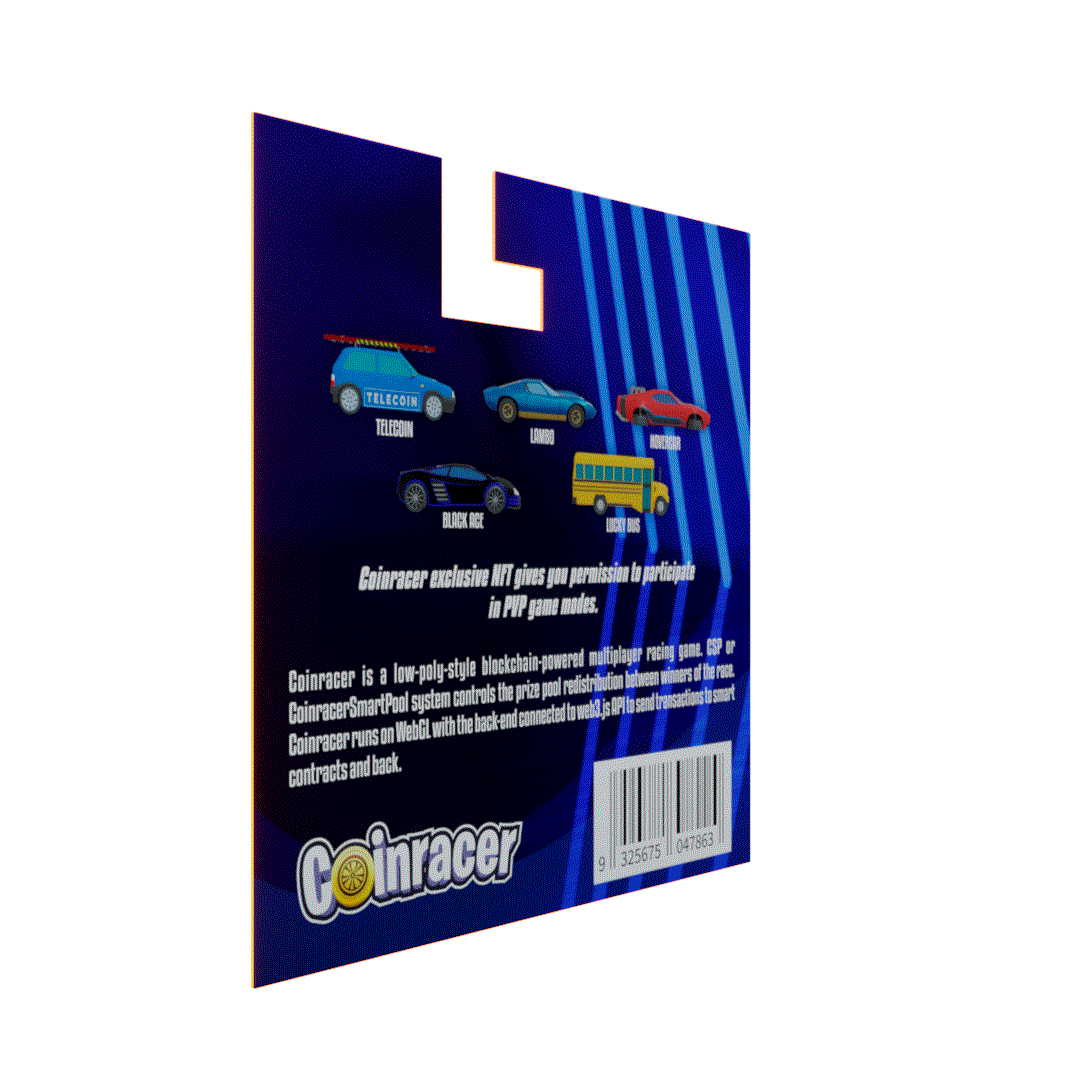 TELECOIN
TELECOIN
LAMBO
HOVERCAR
BLACK ACE
LUCKY BUS
Coinracer exclusive NFT gives you permission to participate
in PVP game modes.
Coinracer is a low-poly-style blockchain-powered multiplayer racing game. CSP or
CoinracerSmartPool system controls the prize pool redistribution between winners of the race.
Coinracer runs on WebGL with the back-end connected to web3.js API to send transactions to smart
contracts and back.
Coinracer
9 325675 047863